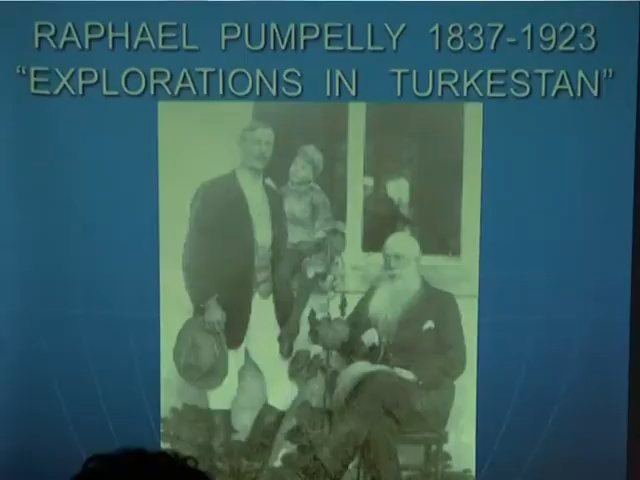 RAPHAEL PUMPELLY 1837-1923
“EXPLORATIONS IN TURKESTAN”